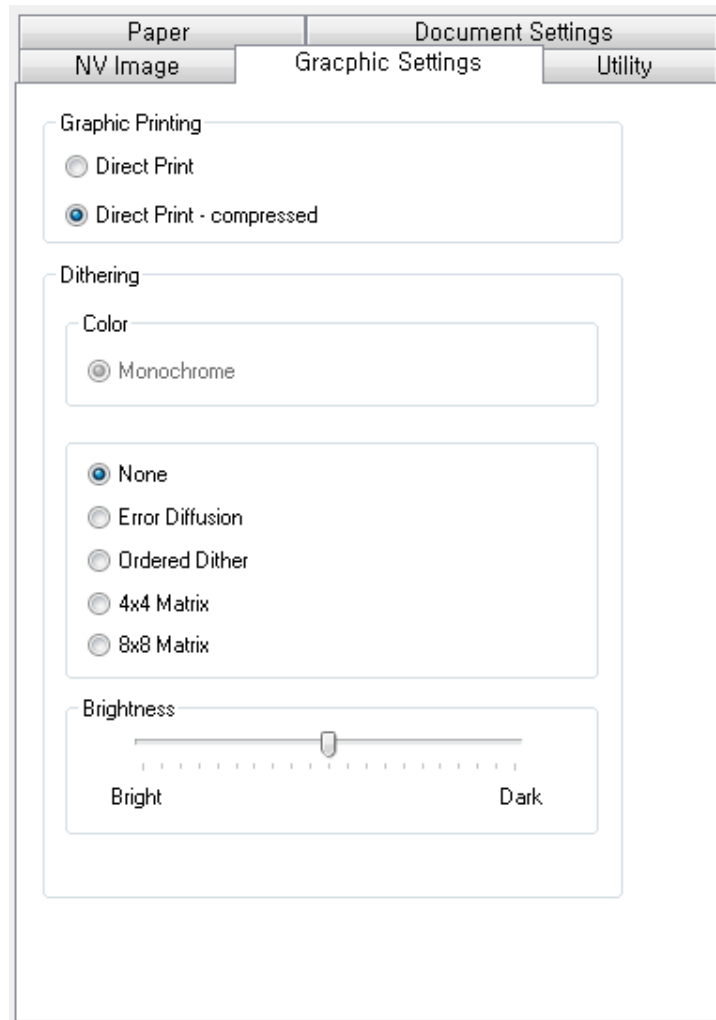 Paper Document Settings
NV Image Gracphic Settings Utility
Graphic Printing
Direct Print
Direct Print - compressed
Dithering
Color
Monochrome
None
Error Diffusion
Ordered Dither
4x4 Matrix
8x8 Matrix
Brightness
Bright Dark